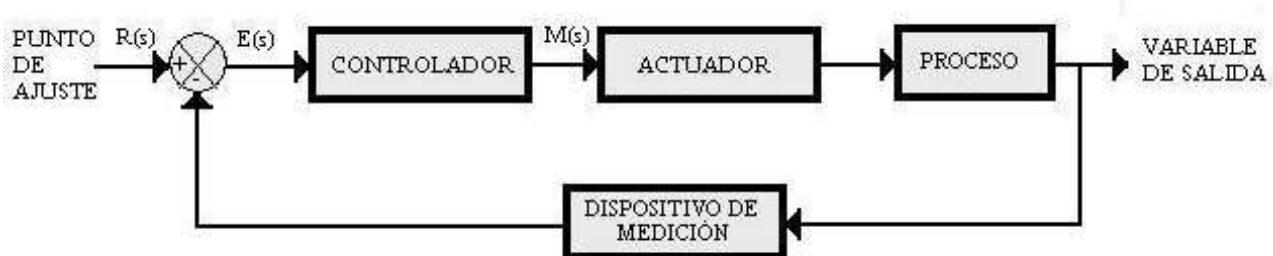 PUNTO
DE
AJUSTE
R(s)
+
-
E(s)
CONTROLADOR
M(s)
ACTUADOR
PROCESO
VARIABLE
DE SALIDA
DISPOSITIVO DE
MEDICIÓN